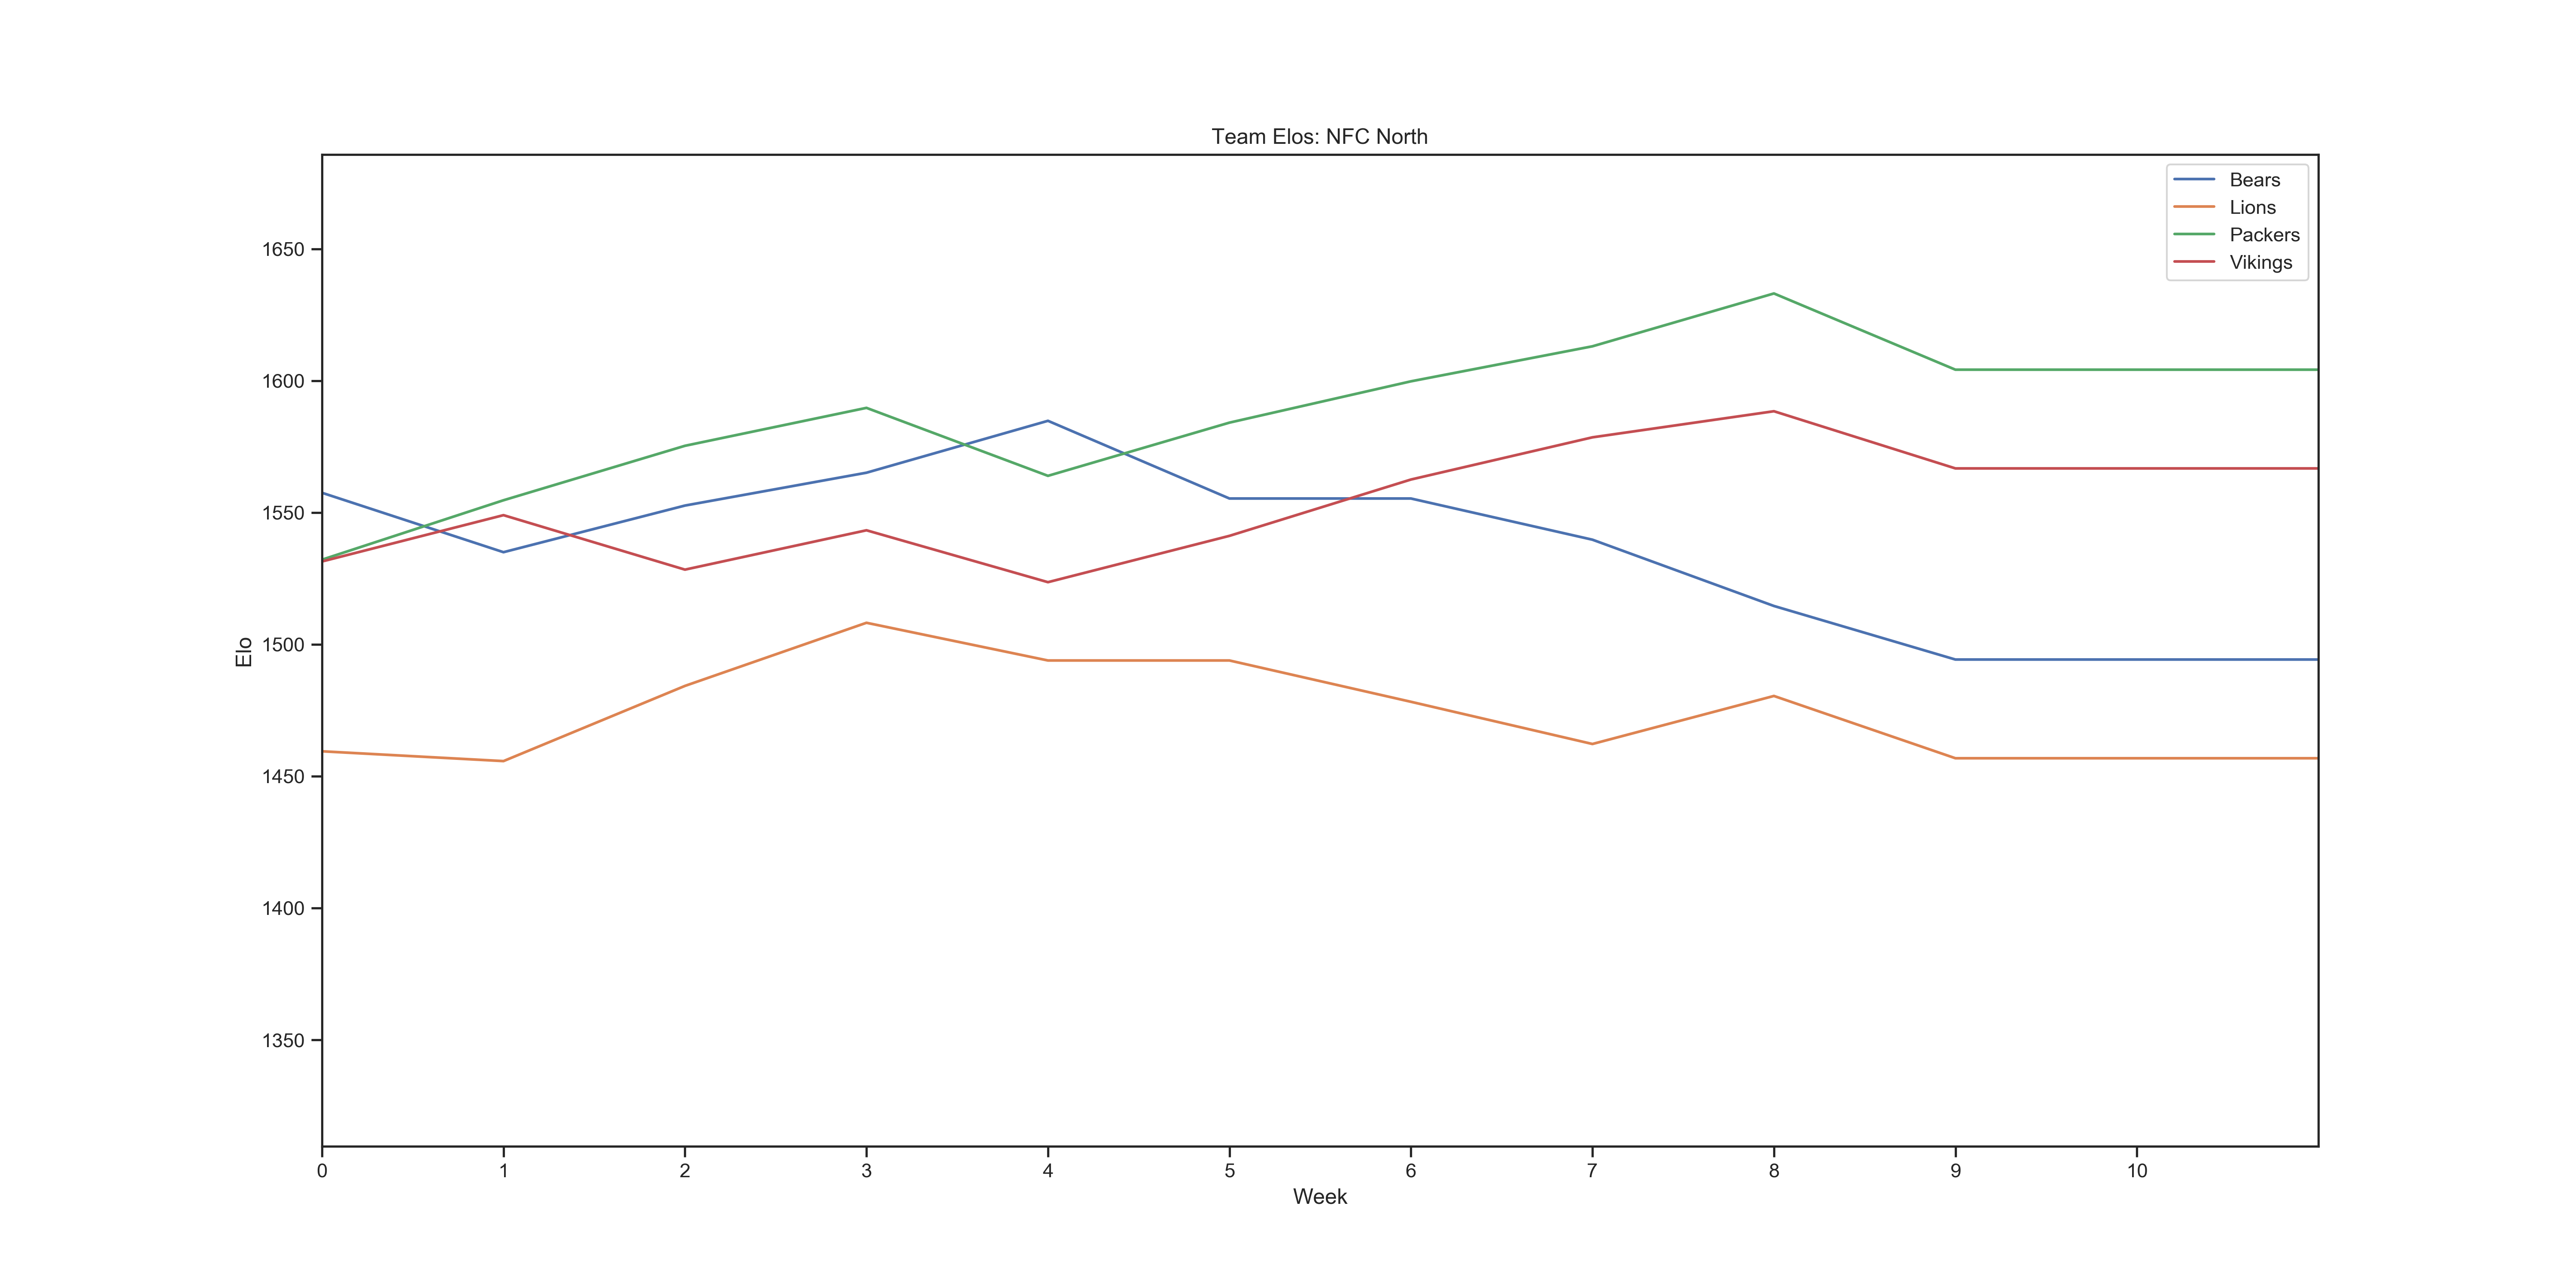 Team Elos: NFC North
Bears
Lions
Packers
Vikings
1650
1600
1550
1500
1450
1400
1350
Elo
0 1 2 3 4 5 6 7 8 9 10
Week